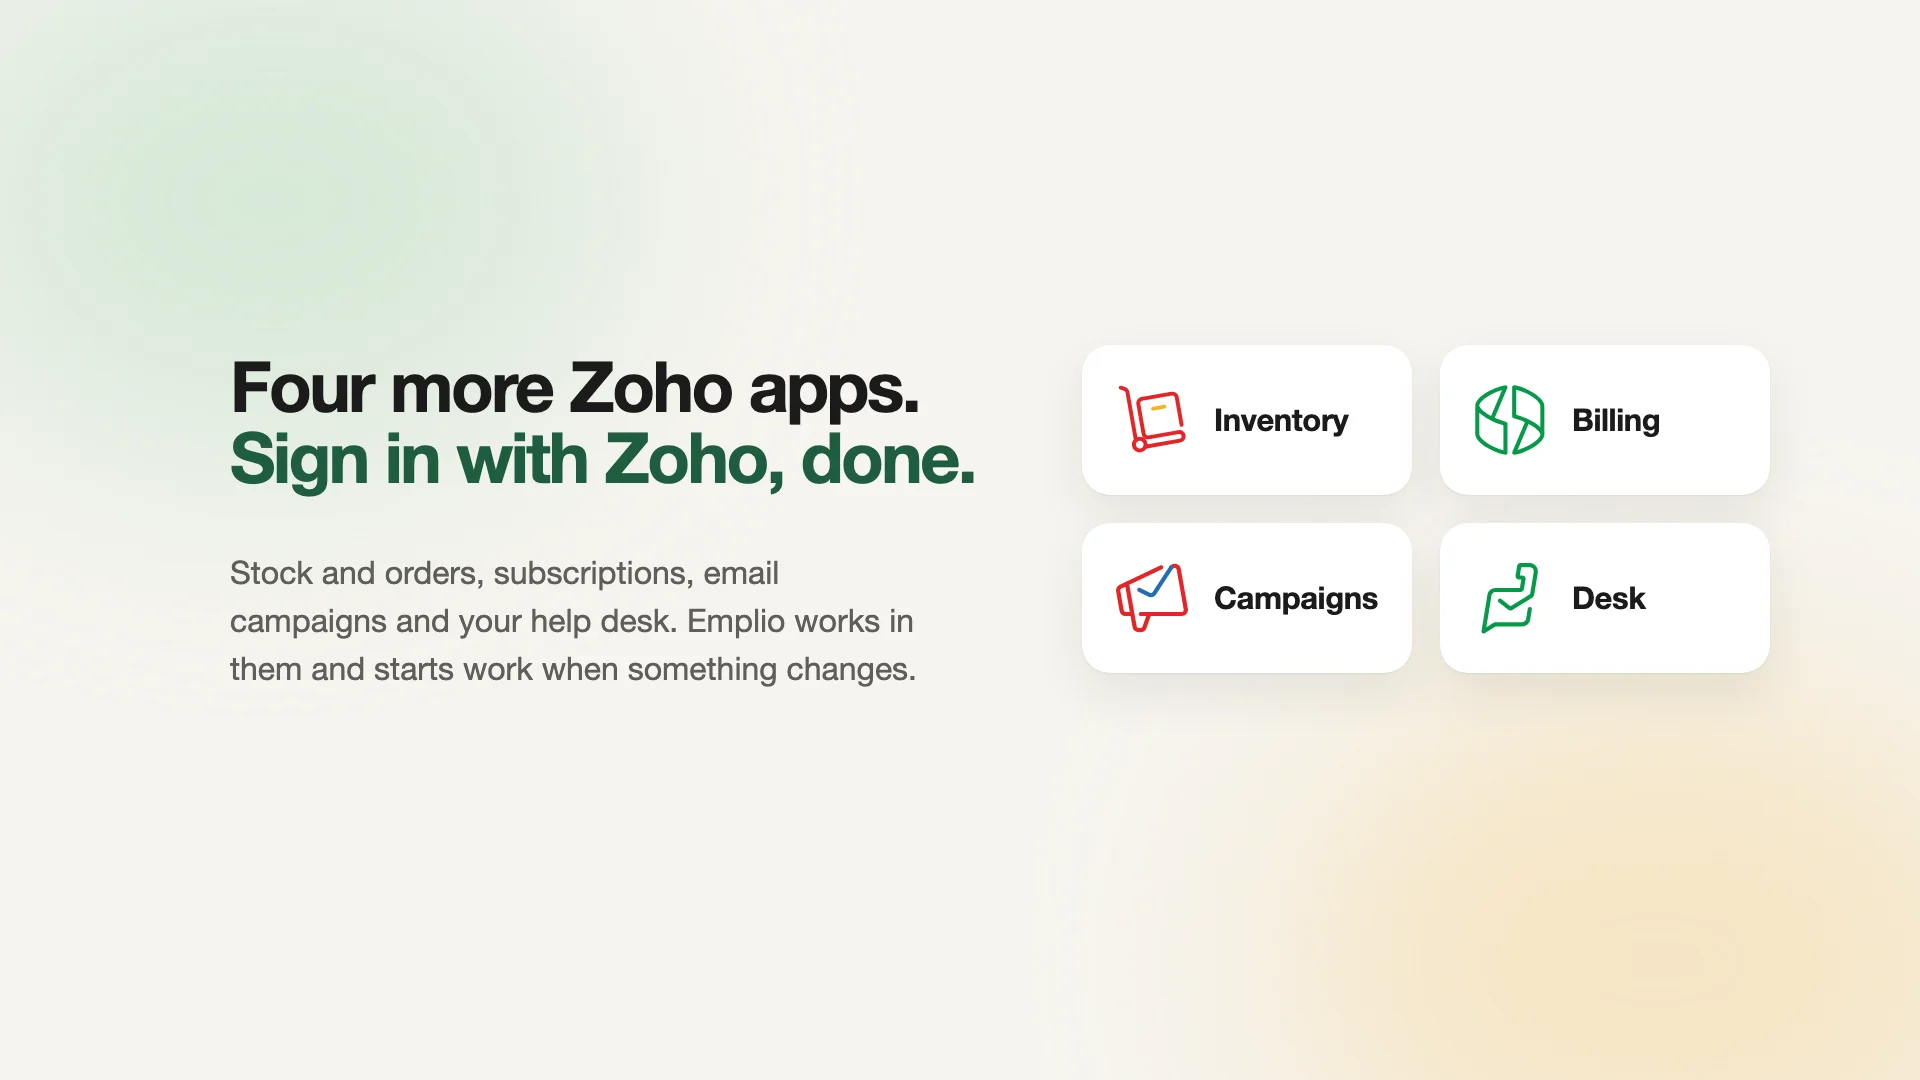 Four more Zoho apps.
Sign in with Zoho, done.
Stock and orders, subscriptions, email
campaigns and your help desk. Emplio works in
them and starts work when something changes.
Inventory
Billing
Campaigns
Desk